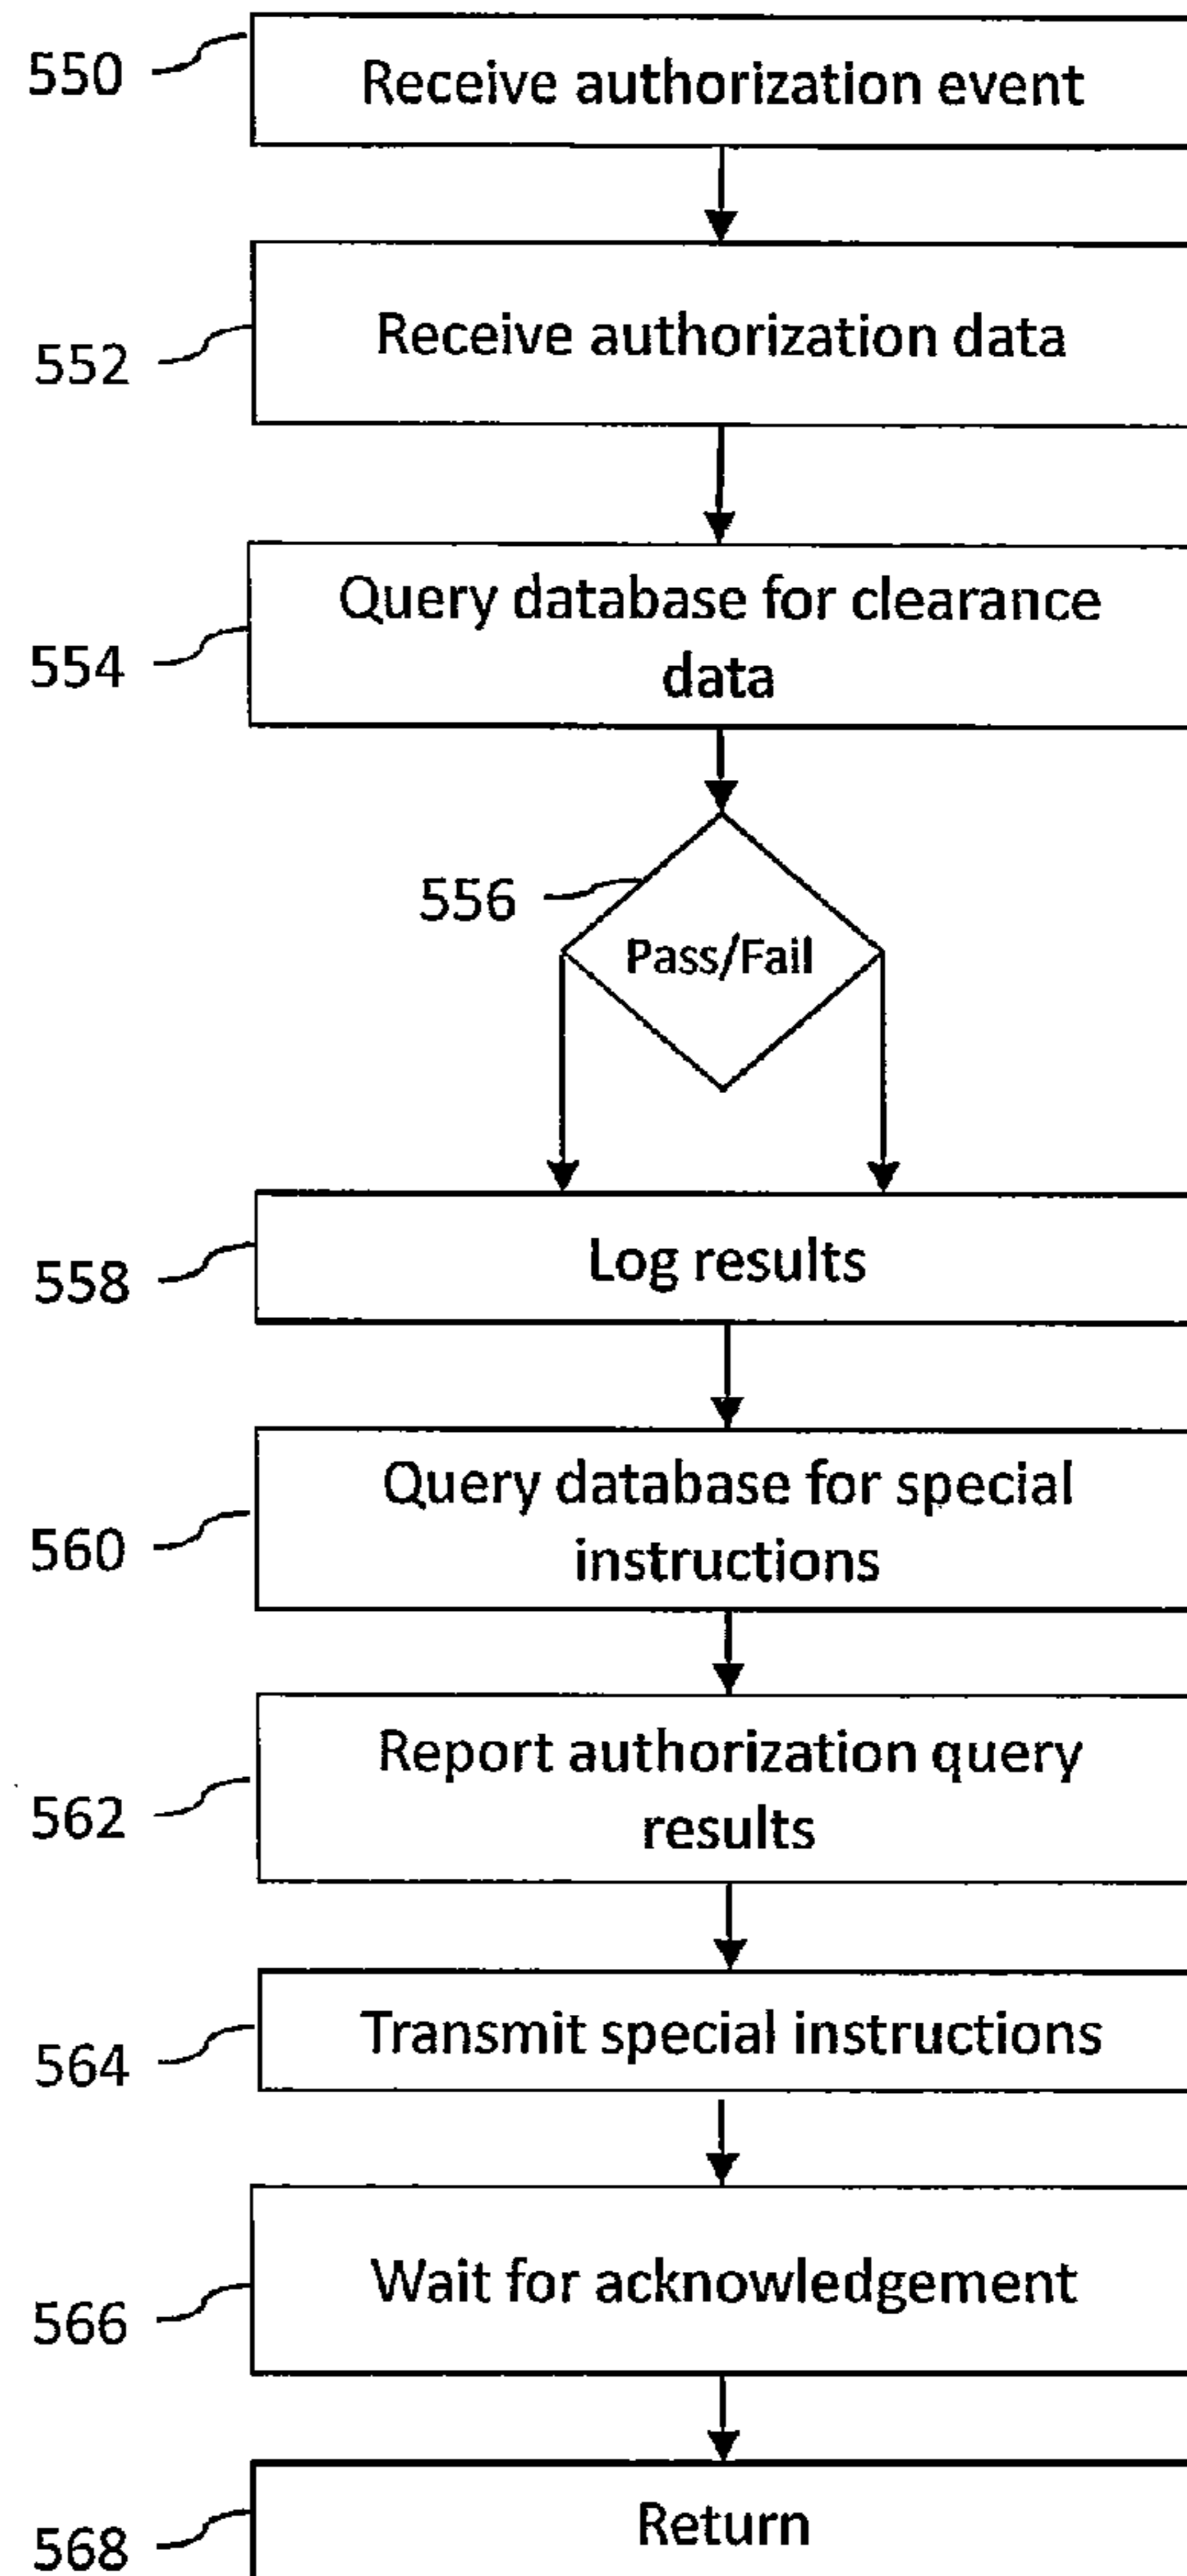 550
Receive authorization event
552
Receive authorization data
554
Query database for clearance
data
556
Pass/Fail
558
Log results
560
Query database for special
instructions
562
Report authorization query
results
564
Transmit special instructions
566
Wait for acknowledgement
568
Return